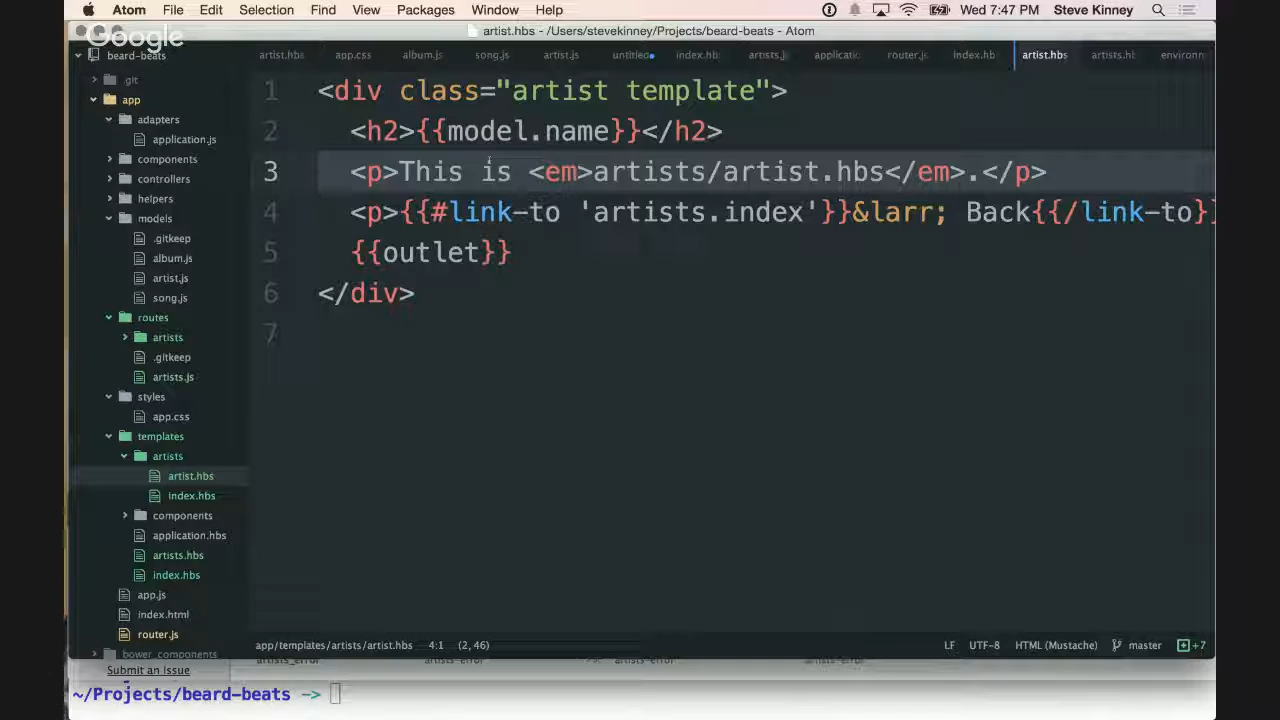 Atom File Edit View Selection Find View Packages Window Help Wed 7:47 PM Steve Kinney
Google
artist.hbs - /Users/stevekinney/Projects/beard-beats - Atom
beard-beats
artist.hbs app.css album.js song.js artist.js untitled index.hb artists.j applicatic router.js index.hb artist.hbs artists.ht environn
.git
app
adapters
application.js
components
controllers
helpers
models
.gitkeep
album.js
artist.js
song.js
routes
artists
.gitkeep
artists.js
styles
app.css
templates
artists
artist.hbs
index.hbs
components
application.hbs
artists.hbs
index.hbs
app.js
index.html
router.js
bower_components
1 <div class="artist template">
2 <h2>{{model.name}}</h2>
3 <p>This is <em>artists/artist.hbs</em>.</p>
4 <p>{{#link-to 'artists.index'}}&larr; Back{{/link-to}}
5 {{outlet}}
6 </div>
7
app/templates/artists/artist.hbs 4:1 (2, 46) LF UTF-8 HTML (Mustache) master +7
Submit an Issue
~/Projects/beard-beats ->